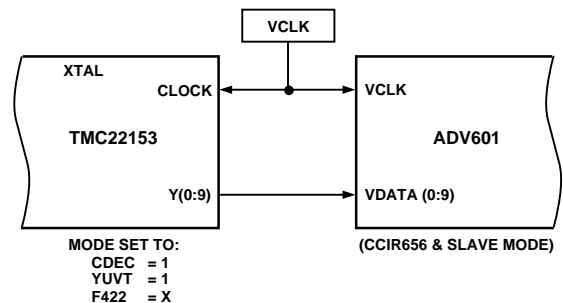 VCLK
XTAL
CLOCK
VCLK
TMC22153
ADV601
Y(0:9)
VDATA (0:9)
MODE SET TO:
CDEC = 1
YUVT = 1
F422 = X
(CCIR656 & SLAVE MODE)